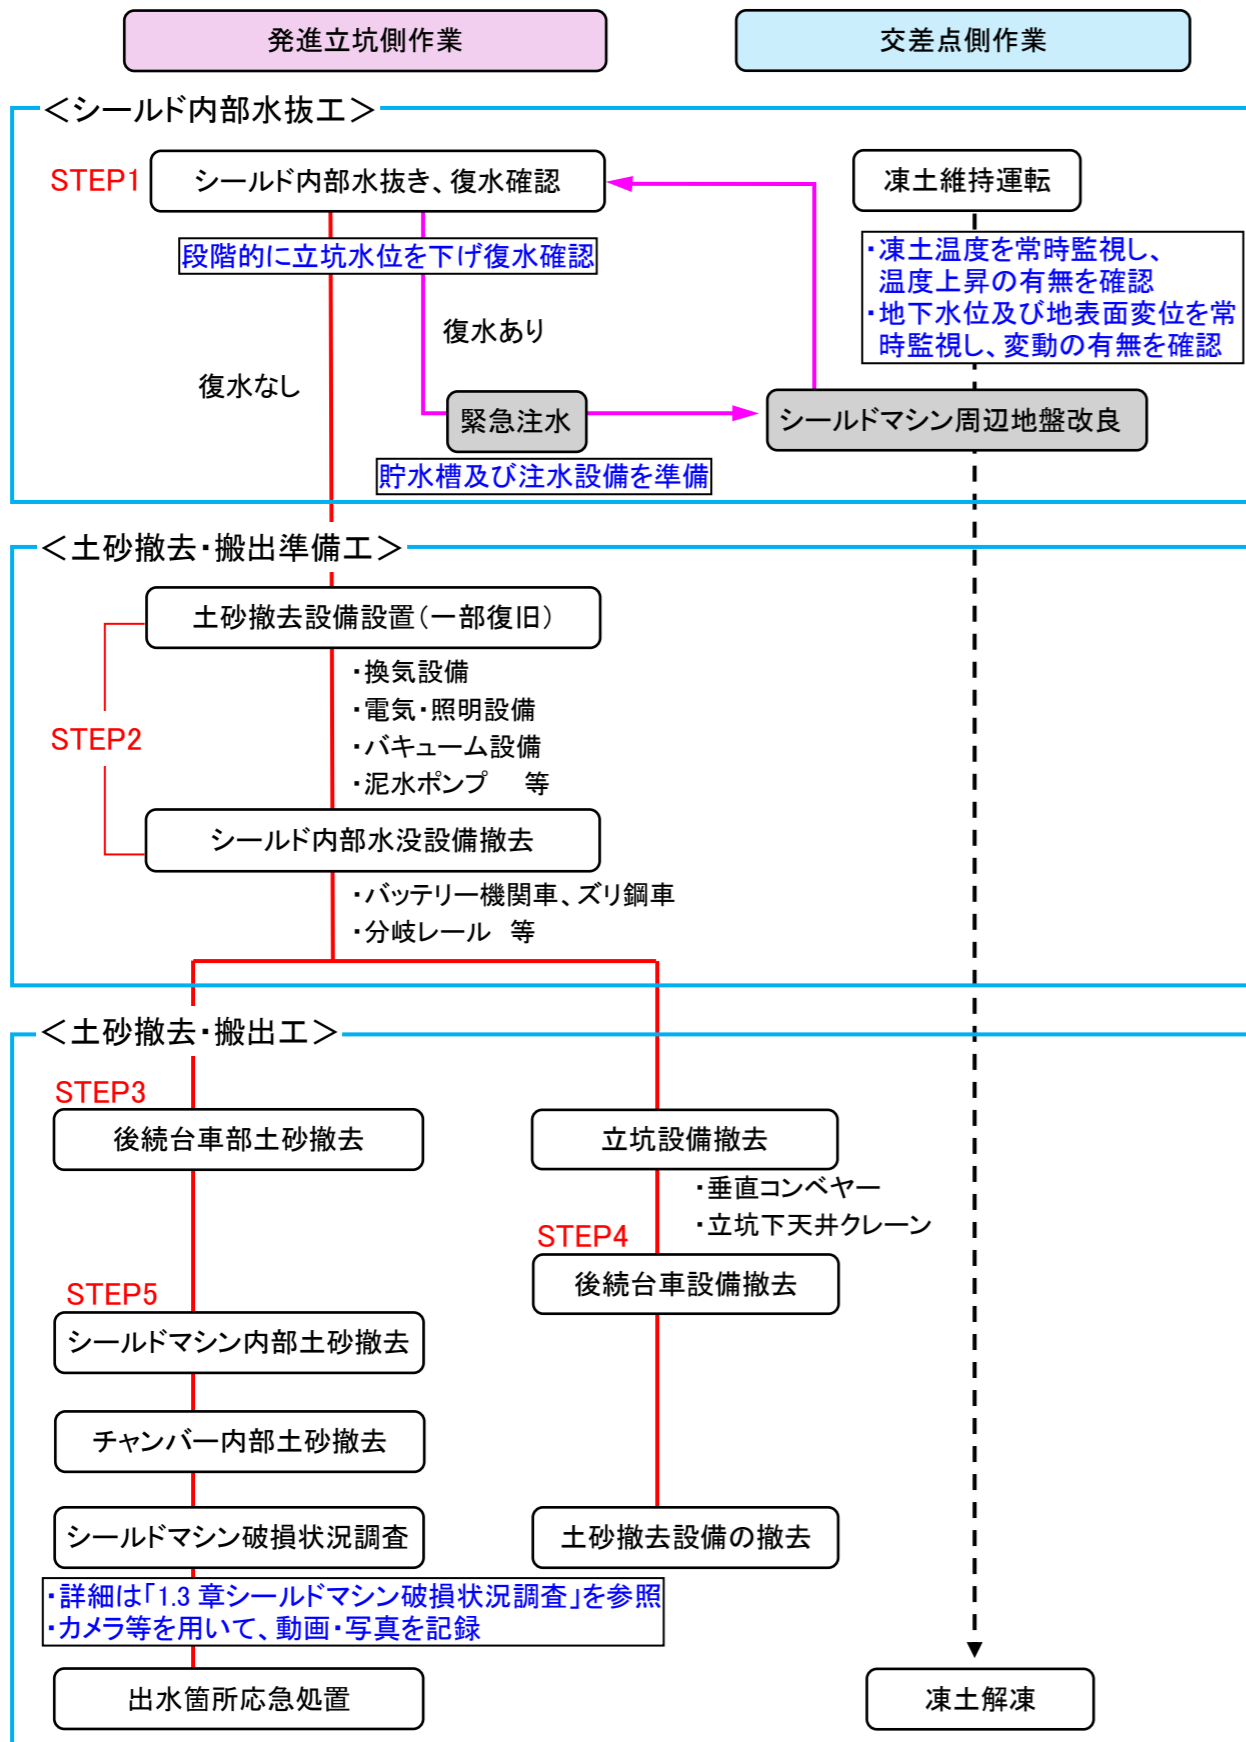 発進立坑側作業
交差点側作業
＜シールド内部水抜工＞
STEP1
シールド内部水抜き、復水確認
凍土維持運転
段階的に立坑水位を下げ復水確認
・凍土温度を常時監視し、
温度上昇の有無を確認
・地下水位及び地表面変位を常
時監視し、変動の有無を確認
復水あり
復水なし
緊急注水
シールドマシン周辺地盤改良
貯水槽及び注水設備を準備
＜土砂撤去・搬出準備工＞
土砂撤去設備設置（一部復旧）
・換気設備
・電気・照明設備
STEP2
・バキューム設備
・泥水ポンプ　等
シールド内部水没設備撤去
・バッテリー機関車、ズリ鋼車
・分岐レール　等
＜土砂撤去・搬出工＞
STEP3
後続台車部土砂撤去
立坑設備撤去
・垂直コンベヤー
・立坑下天井クレーン
STEP4
後続台車設備撤去
STEP5
シールドマシン内部土砂撤去
チャンバー内部土砂撤去
シールドマシン破損状況調査
土砂撤去設備の撤去
・詳細は「1.3 章シールドマシン破損状況調査」を参照
・カメラ等を用いて、動画・写真を記録
出水箇所応急処置
凍土解凍